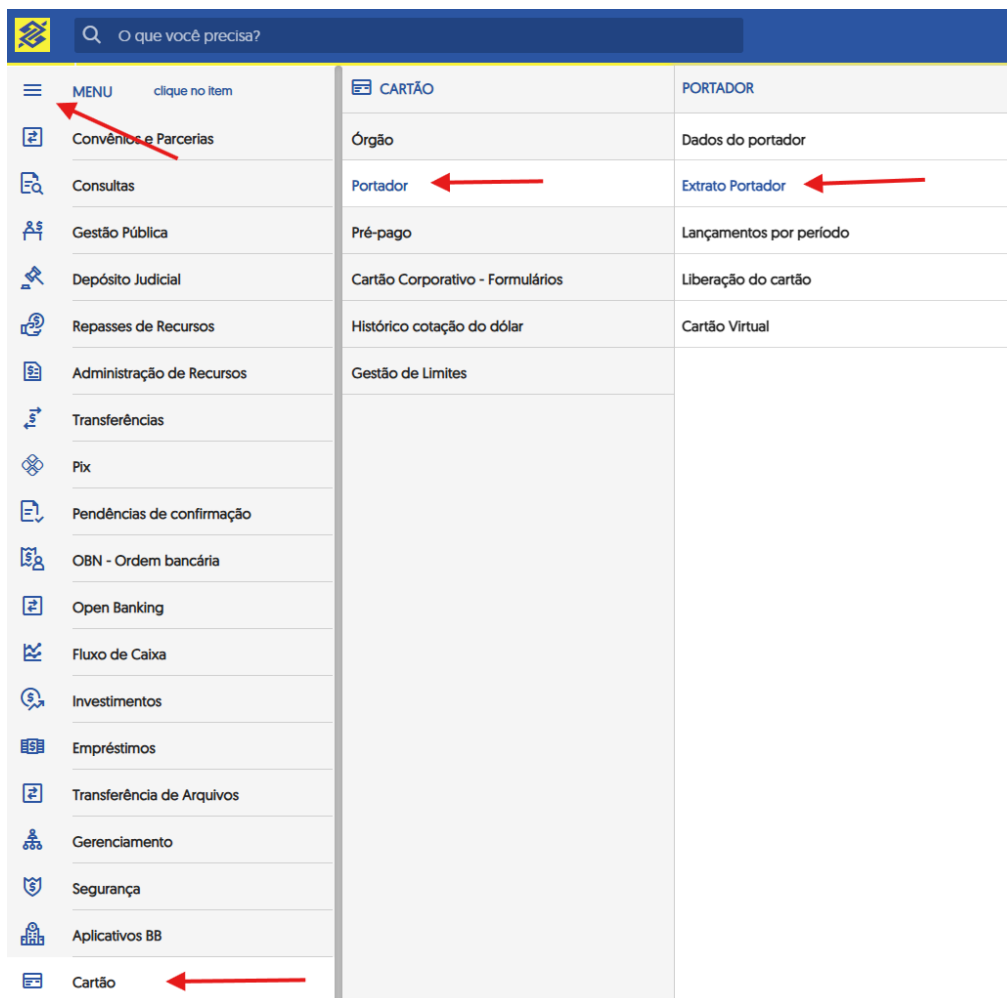 O que você precisa?
MENU clique no item
Convênios e Parcerias
Consultas
Gestão Pública
Depósito Judicial
Repasses de Recursos
Administração de Recursos
Transferências
Pix
Pendências de confirmação
OBN - Ordem bancária
Open Banking
Fluxo de Caixa
Investimentos
Empréstimos
Transferência de Arquivos
Gerenciamento
Segurança
Aplicativos BB
Cartão
CARTÃO
Órgão
Portador
Pré-pago
Cartão Corporativo - Formulários
Histórico cotação do dólar
Gestão de Limites
PORTADOR
Dados do portador
Extrato Portador
Lançamentos por período
Liberação do cartão
Cartão Virtual